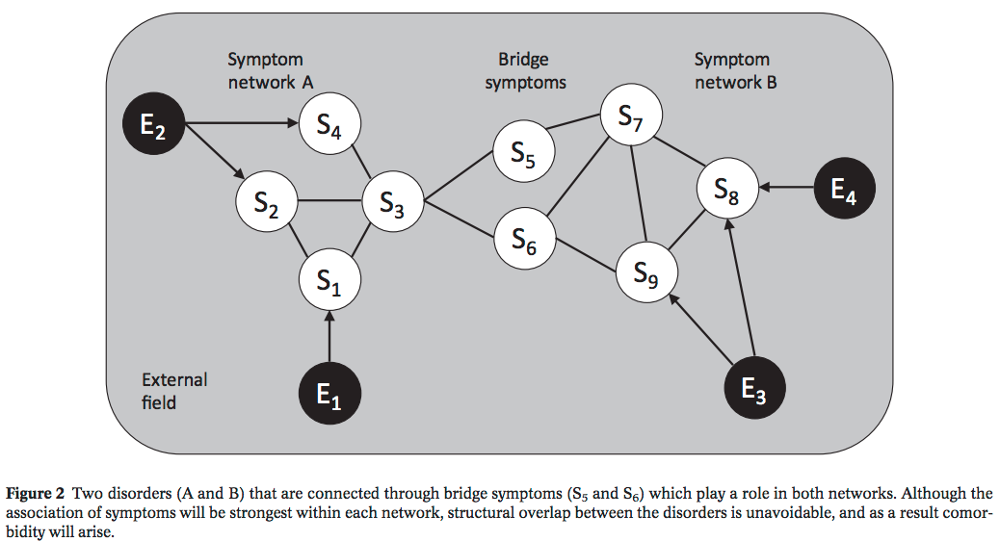 Symptom
network A
Bridge
symptoms
Symptom
network B
E2
S4
S7
S5
S2
S3
S8
E4
S6
S1
S9
External
field
E1
E3
Figure 2 Two disorders (A and B) that are connected through bridge symptoms (S5 and S6) which play a role in both networks. Although the
association of symptoms will be strongest within each network, structural overlap between the disorders is unavoidable, and as a result comor-
bidity will arise.